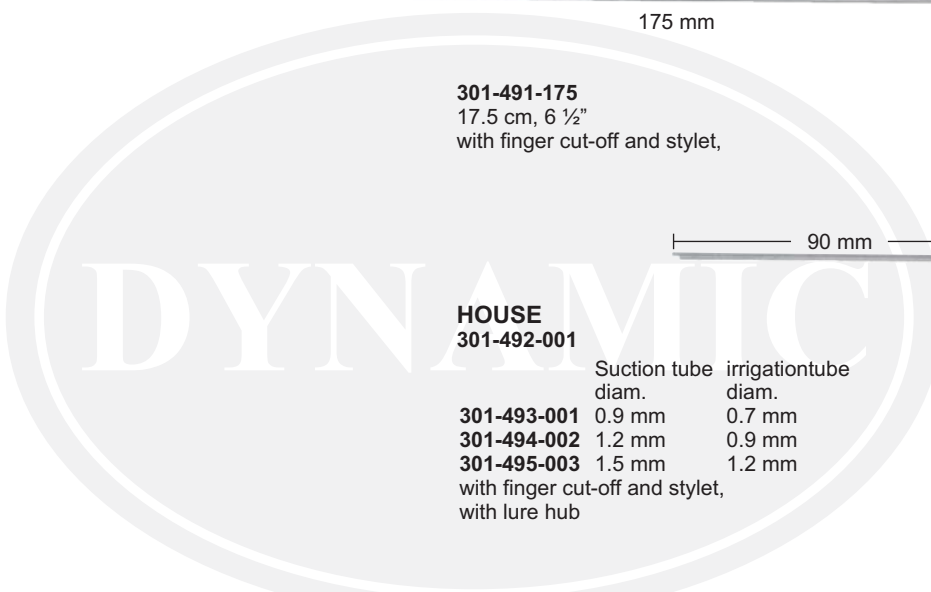 175 mm
301-491-175
17.5 cm, 6 ½”
with finger cut-off and stylet,
90 mm
DYNAMIC
HOUSE
301-492-001
Suction tube irrigationtube
diam. diam.
301-493-001 0.9 mm 0.7 mm
301-494-002 1.2 mm 0.9 mm
301-495-003 1.5 mm 1.2 mm
with finger cut-off and stylet,
with lure hub